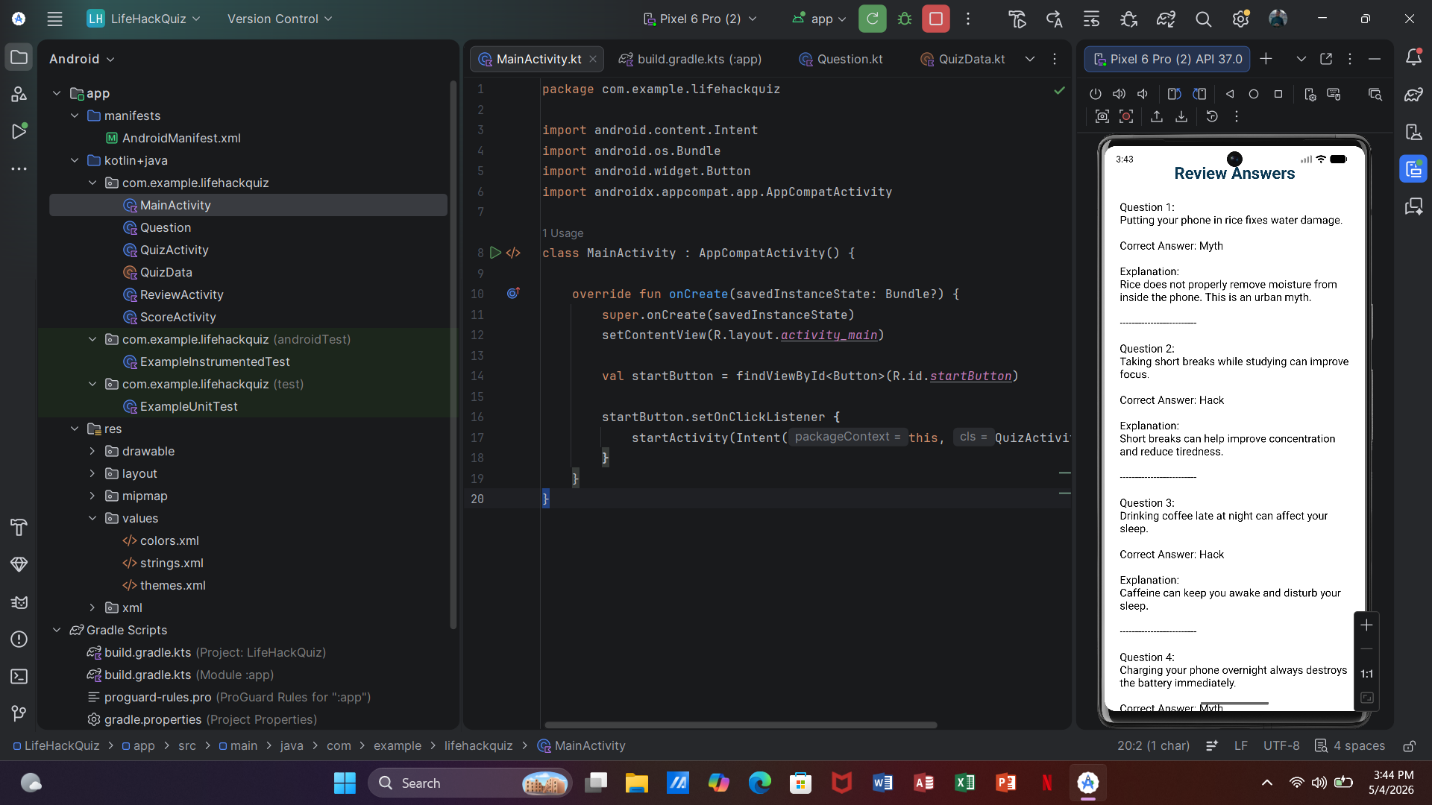 LH LifeHackQuiz Version Control Pixel 6 Pro (2) app
Android
app
manifests
AndroidManifest.xml
kotlin+java
com.example.lifehackquiz
MainActivity
Question
QuizActivity
QuizData
ReviewActivity
ScoreActivity
com.example.lifehackquiz (androidTest)
ExampleInstrumentedTest
com.example.lifehackquiz (test)
ExampleUnitTest
res
drawable
layout
mipmap
values
colors.xml
strings.xml
themes.xml
xml
Gradle Scripts
build.gradle.kts (Project: LifeHackQuiz)
build.gradle.kts (Module :app)
proguard-rules.pro (ProGuard Rules for ":app")
gradle.properties (Project Properties)
MainActivity.kt build.gradle.kts (:app) Question.kt QuizData.kt
1 package com.example.lifehackquiz
2
3 import android.content.Intent
4 import android.os.Bundle
5 import android.widget.Button
6 import androidx.appcompat.app.AppCompatActivity
7
1 Usage
8 class MainActivity : AppCompatActivity() {
9
10 override fun onCreate(savedInstanceState: Bundle?) {
11 super.onCreate(savedInstanceState)
12 setContentView(R.layout.activity_main)
13
14 val startButton = findViewById<Button>(R.id.startButton)
15
16 startButton.setOnClickListener {
17 startActivity(Intent( packageContext = this, cls = QuizActivi
18 }
19 }
20 }
Pixel 6 Pro (2) API 37.0
3:43
Review Answers
Question 1:
Putting your phone in rice fixes water damage.
Correct Answer: Myth
Explanation:
Rice does not properly remove moisture from
inside the phone. This is an urban myth.
-------------------------
Question 2:
Taking short breaks while studying can improve
focus.
Correct Answer: Hack
Explanation:
Short breaks can help improve concentration
and reduce tiredness.
-------------------------
Question 3:
Drinking coffee late at night can affect your
sleep.
Correct Answer: Hack
Explanation:
Caffeine can keep you awake and disturb your
sleep.
-------------------------
Question 4:
Charging your phone overnight always destroys
the battery immediately.
Correct Answer: Myth
1:1
LifeHackQuiz > app > src > main > java > com > example > lifehackquiz > MainActivity
20:2 (1 char) LF UTF-8 4 spaces
Search
3:44 PM
5/4/2026